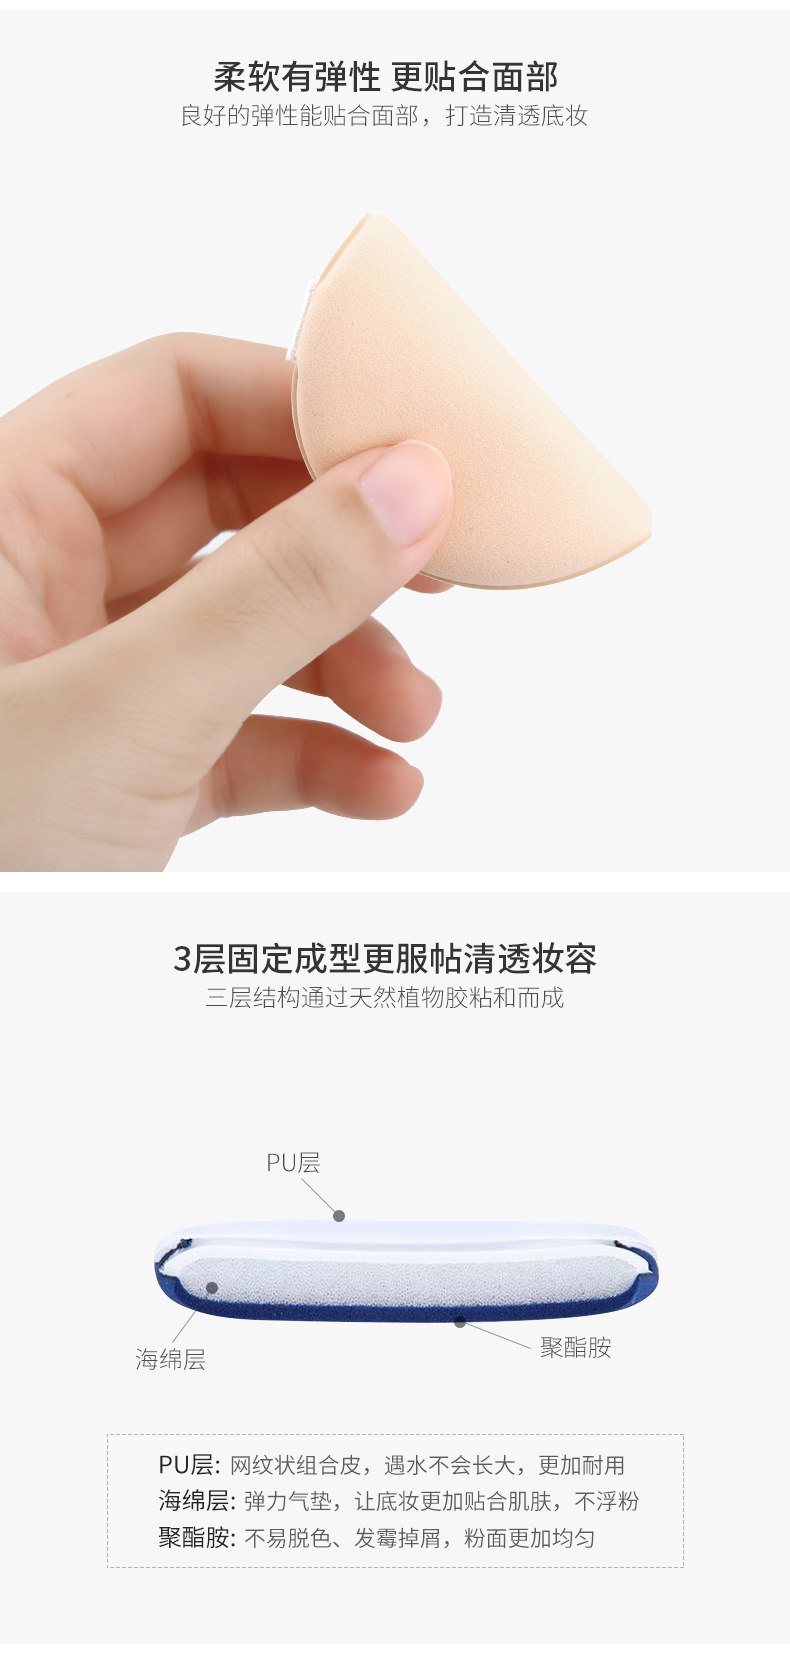 柔软有弹性 更贴合面部
良好的弹性能贴合面部，打造清透底妆
3层固定成型更服帖清透妆容
三层结构通过天然植物胶粘和而成
PU层
海绵层
聚酯胺
PU层: 网纹状组合皮，遇水不会长大，更加耐用
海绵层: 弹力气垫，让底妆更加贴合肌肤，不浮粉
聚酯胺: 不易脱色、发霉掉屑，粉面更加均匀